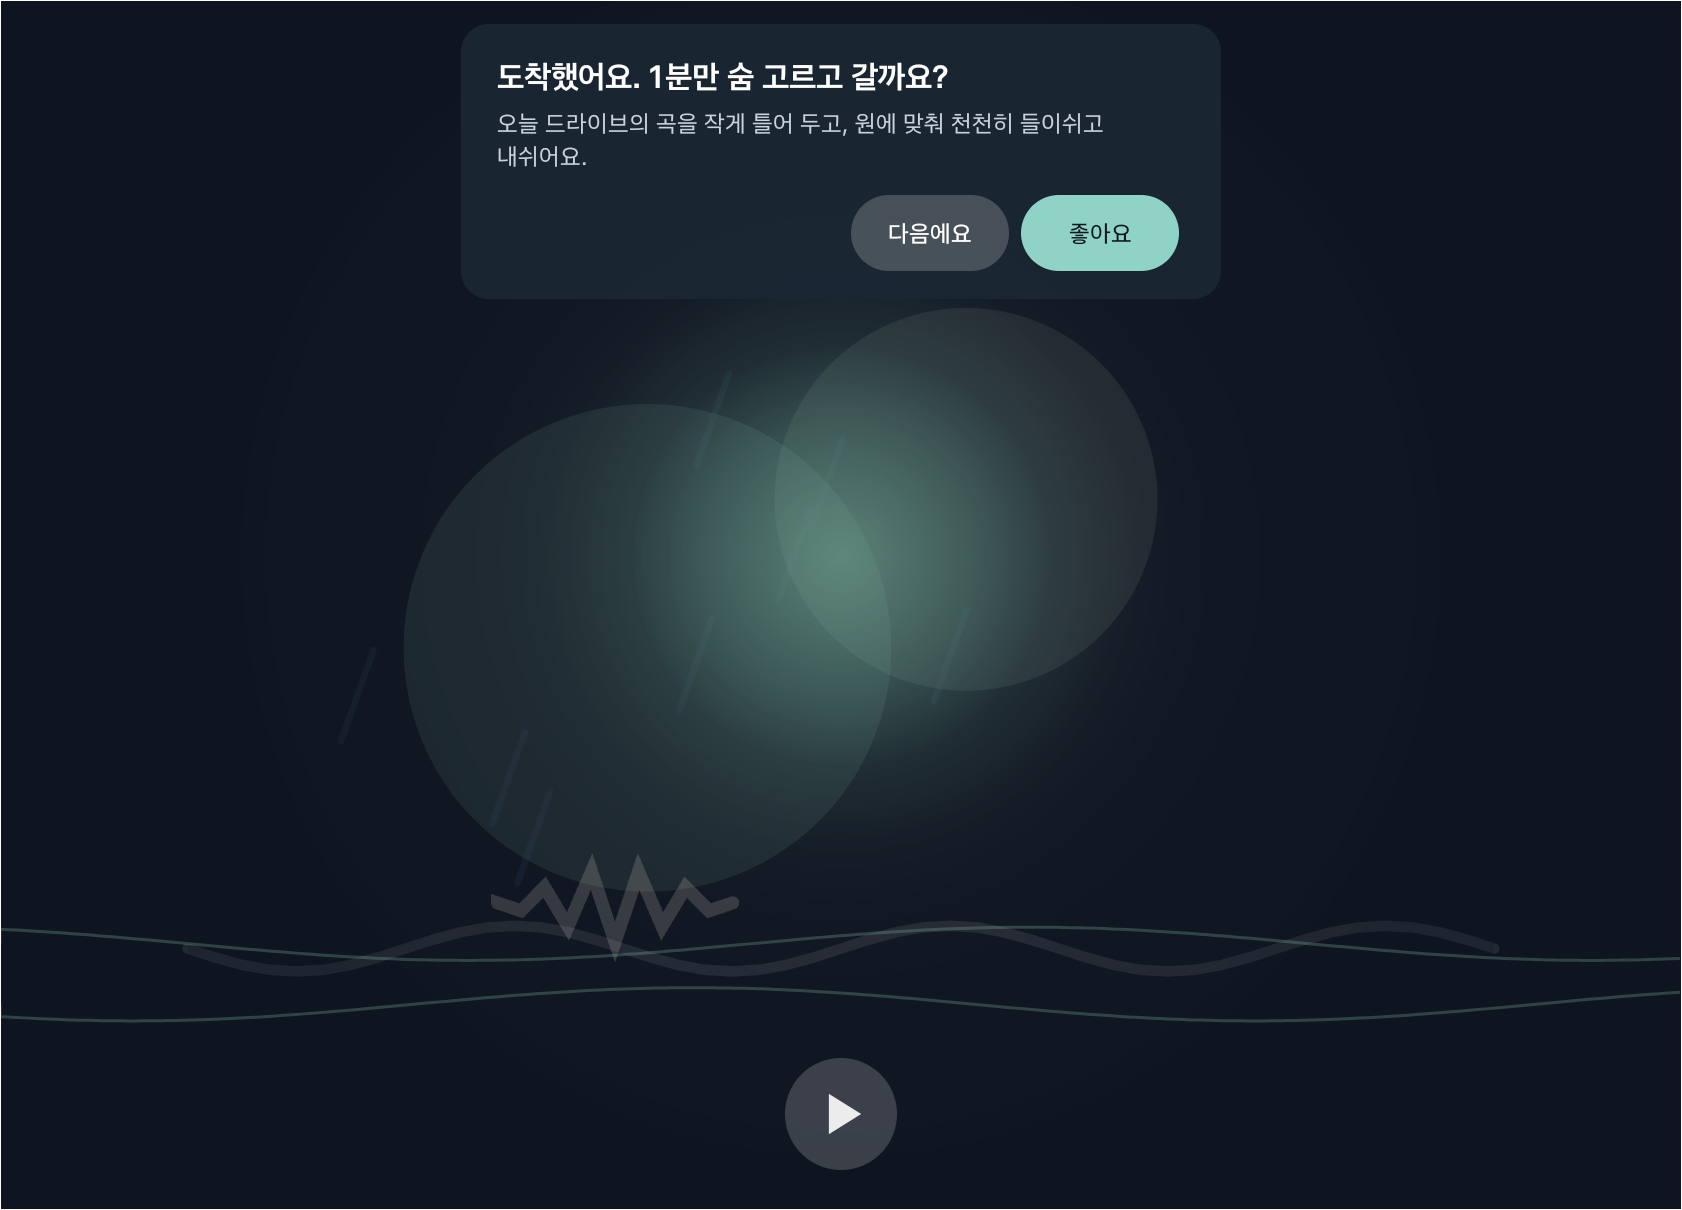 도착했어요. 1분만 숨 고르고 갈까요?
오늘 드라이브의 곡을 작게 틀어 두고, 원에 맞춰 천천히 들이쉬고
내쉬어요.
다음에요
좋아요